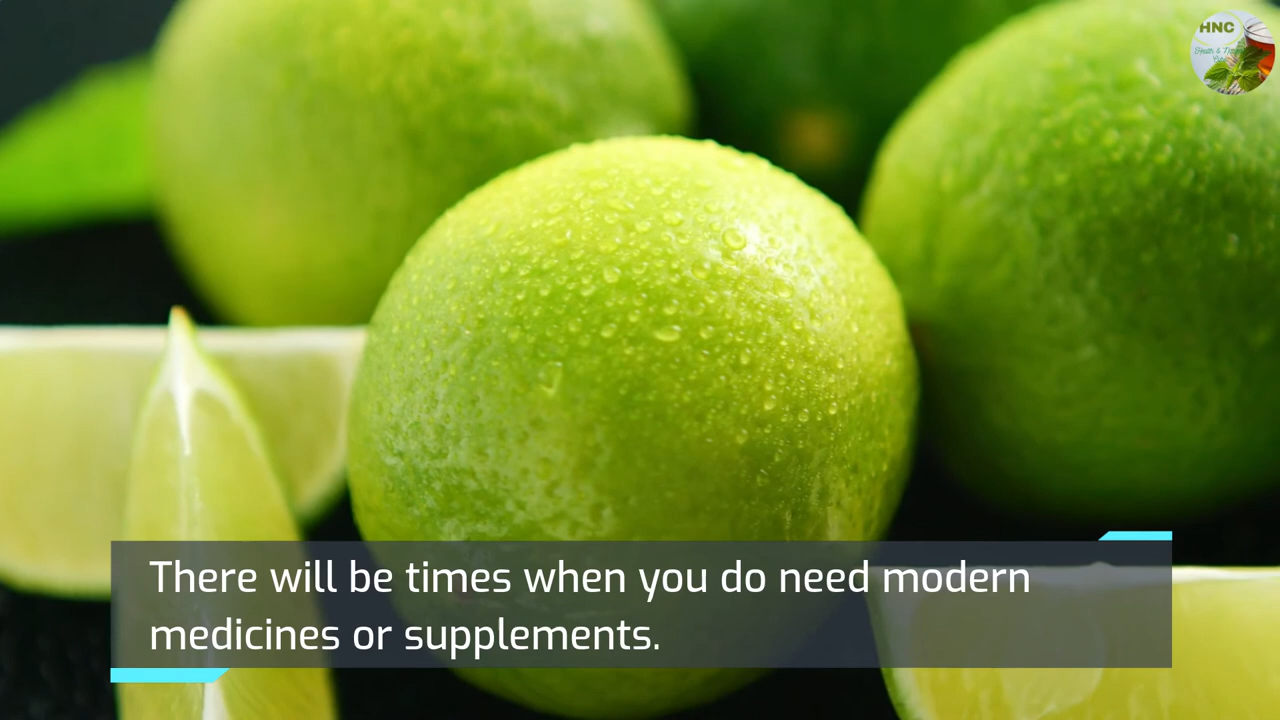 HNC
There will be times when you do need modern
medicines or supplements.